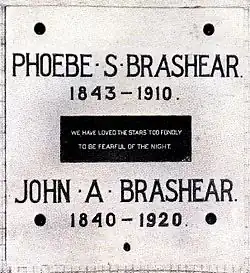 PHOEBE·S·BRASHEAR.
1843–1910.
WE HAVE LOVED THE STARS TOO FONDLY
TO BE FEARFUL OF THE NIGHT.
JOHN·A·BRASHEAR.
1840–1920.